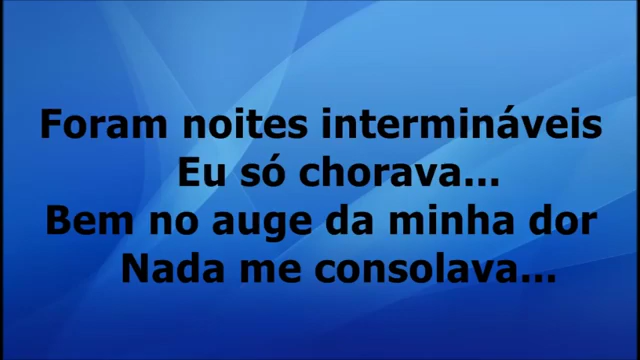 Foram noites intermináveis
Eu só chorava...
Bem no auge da minha dor
Nada me consolava...